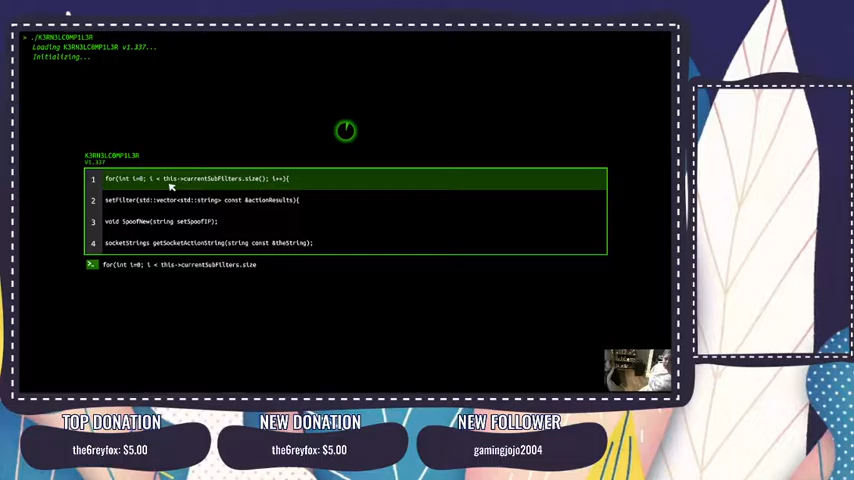 > ./K3RN3LC0MP1L3R
Loading K3RN3LC0MP1L3R v1.337...
Initializing...
K3RN3LC0MP1L3R
V1.337
1 for(int i=0; i < this->currentSubFilters.size(); i++){
2 setFilter(std::vector<std::string> const &actionResults){
3 void SpoofNew(string setSpoofIP);
4 socketStrings getSocketActionString(string const &theString);
>_ for(int i=0; i < this->currentSubFilters.size
TOP DONATION
the6reyfox: $5.00
NEW DONATION
the6reyfox: $5.00
NEW FOLLOWER
gamingjojo2004